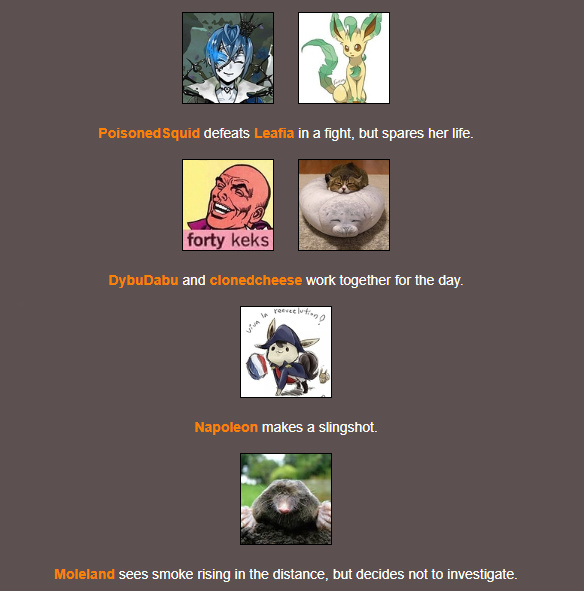 PoisonedSquid defeats Leafia in a fight, but spares her life.
forty keks
DybuDabu and clonedcheese work together for the day.
viva la reeveelution!
Napoleon makes a slingshot.
Moleland sees smoke rising in the distance, but decides not to investigate.